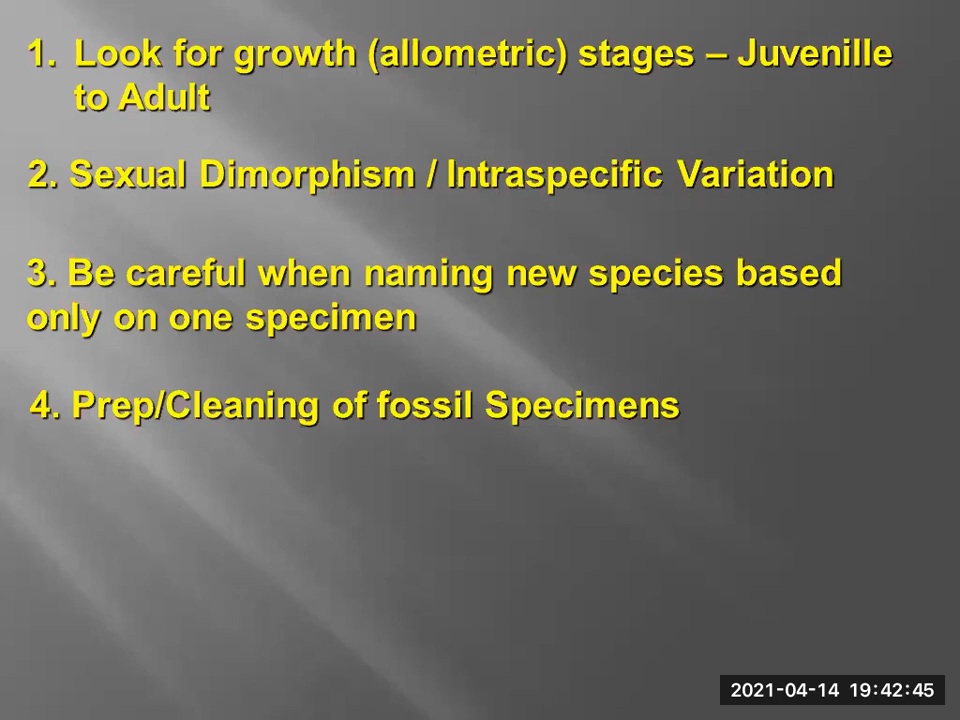 1. Look for growth (allometric) stages – Juvenille
to Adult
2. Sexual Dimorphism / Intraspecific Variation
3. Be careful when naming new species based
only on one specimen
4. Prep/Cleaning of fossil Specimens
2021-04-14 19:42:45